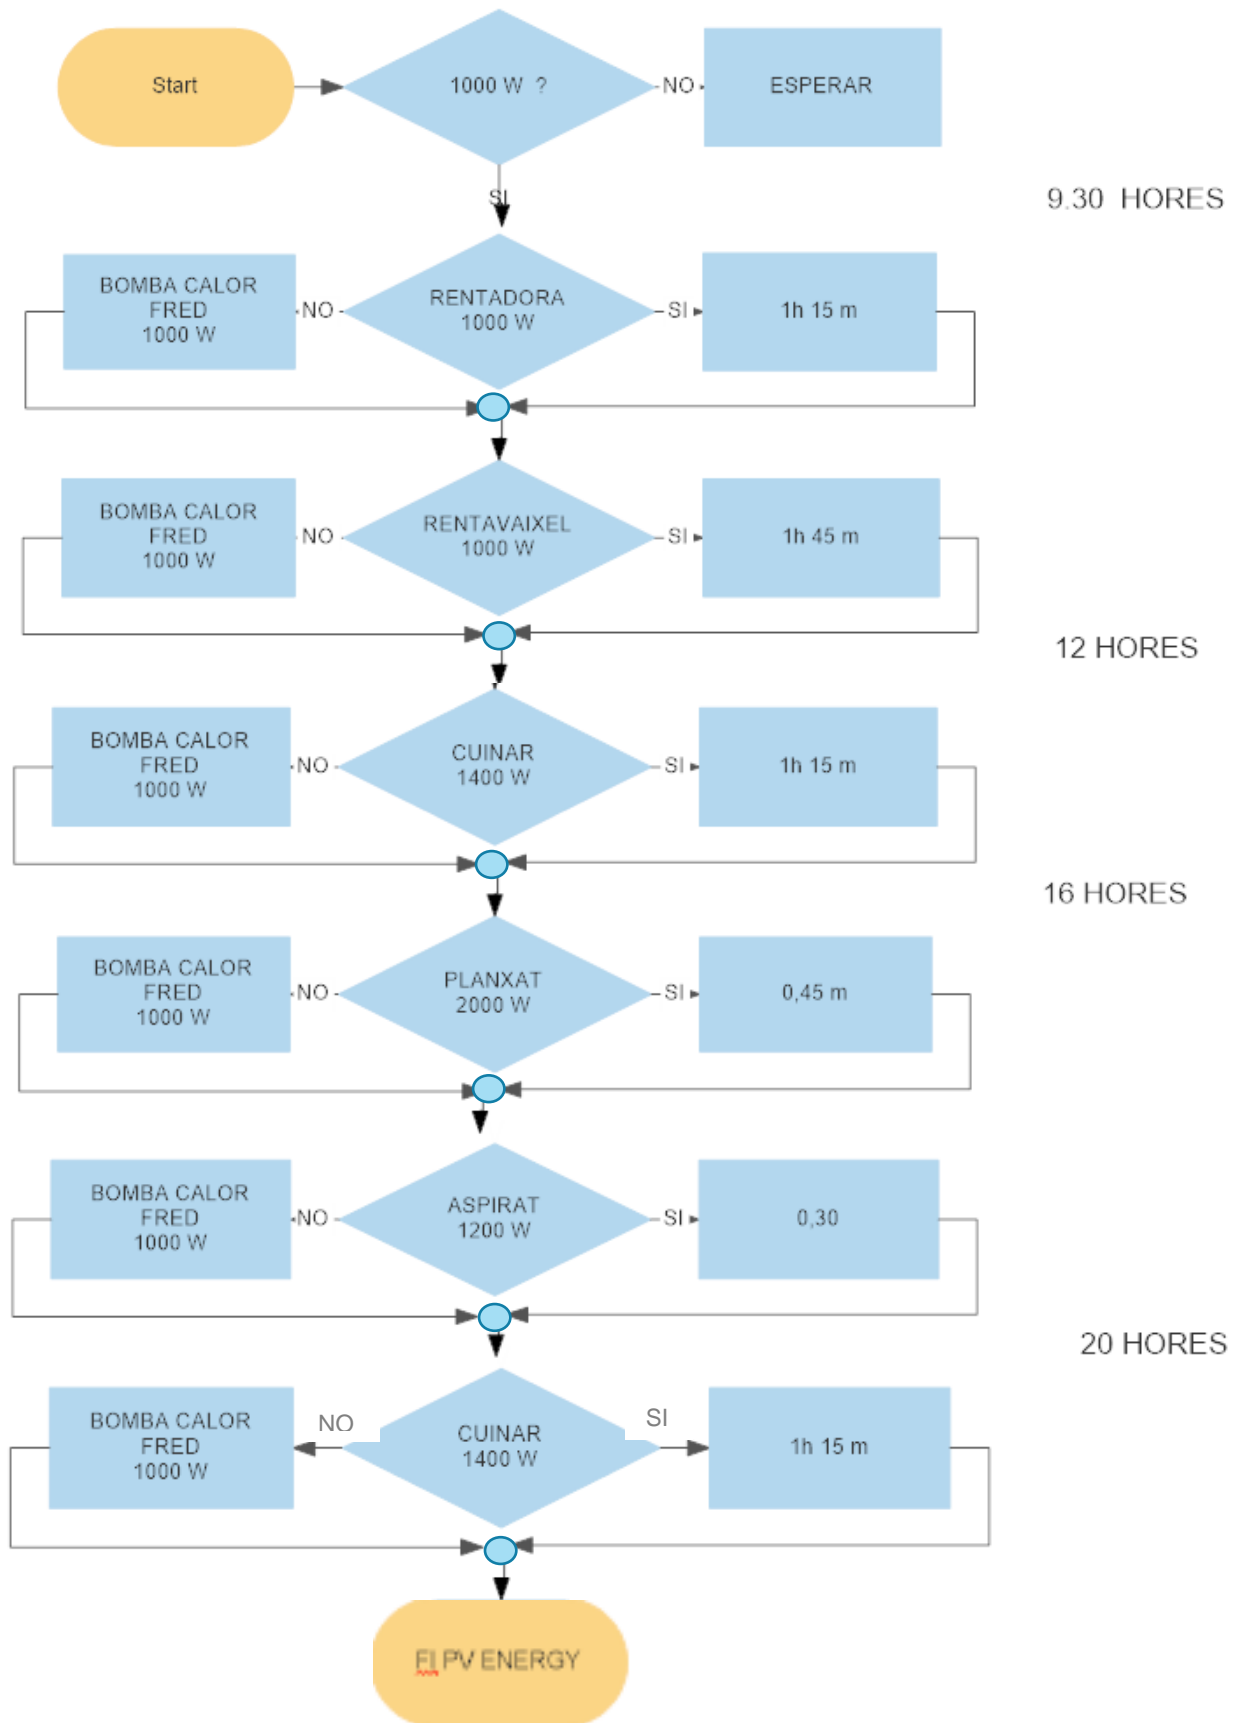 Start
1000 W ?
NO
ESPERAR
SI
9.30 HORES
BOMBA CALOR
FRED
1000 W
NO
RENTADORA
1000 W
SI
1h 15 m
BOMBA CALOR
FRED
1000 W
NO
RENTAVAIXEL
1000 W
SI
1h 45 m
12 HORES
BOMBA CALOR
FRED
1000 W
NO
CUINAR
1400 W
SI
1h 15 m
16 HORES
BOMBA CALOR
FRED
1000 W
NO
PLANXAT
2000 W
SI
0,45 m
BOMBA CALOR
FRED
1000 W
NO
ASPIRAT
1200 W
SI
0,30
20 HORES
BOMBA CALOR
FRED
1000 W
NO
CUINAR
1400 W
SI
1h 15 m
FI PV ENERGY